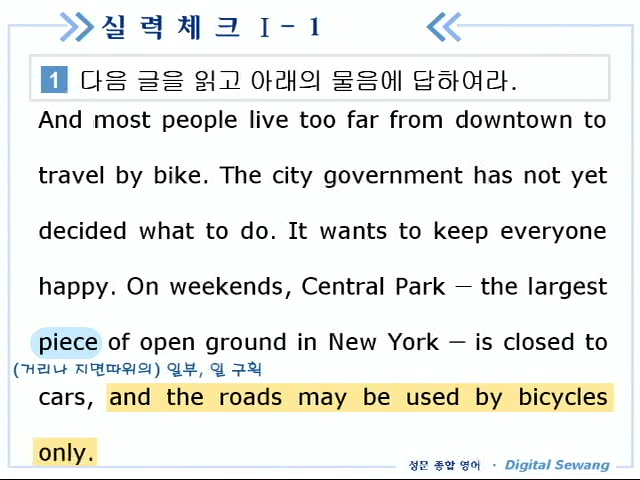 실력체크 I - 1
1 다음 글을 읽고 아래의 물음에 답하여라.
And most people live too far from downtown to
travel by bike. The city government has not yet
decided what to do. It wants to keep everyone
happy. On weekends, Central Park — the largest
piece of open ground in New York — is closed to
(거리나 지면따위의) 일부, 일 구획
cars, and the roads may be used by bicycles
only.
정문 종합 영어 · Digital Sewang